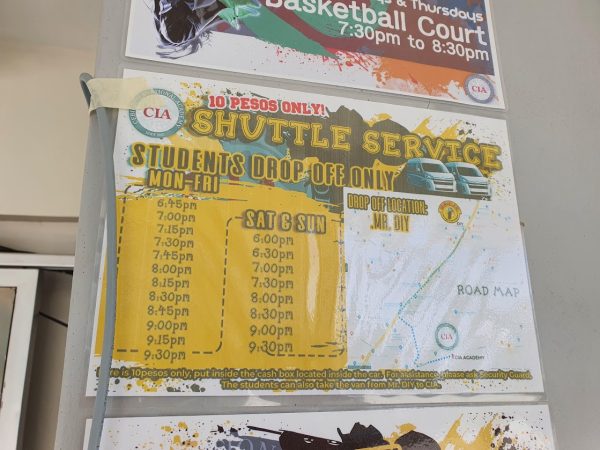 & Thursdays
Basketball Court
7:30pm to 8:30pm
CIA
10 PESOS ONLY!
SHUTTLE SERVICE
STUDENTS DROP OFF ONLY
MON-FRI
6:45pm
7:00pm
7:15pm
7:30pm
7:45pm
8:00pm
8:15pm
8:30pm
8:45pm
9:00pm
9:15pm
9:30pm
SAT & SUN
6:00pm
6:30pm
7:00pm
7:30pm
8:00pm
8:30pm
9:00pm
9:30pm
DROP OFF LOCATION:
MR. DIY
ROAD MAP
CIA
CIA ACADEMY
is 10pesos only, put inside the cash box located inside the car. For assistance, please ask Security Guard.
The students can also take the van from Mr. DIY to CIA.